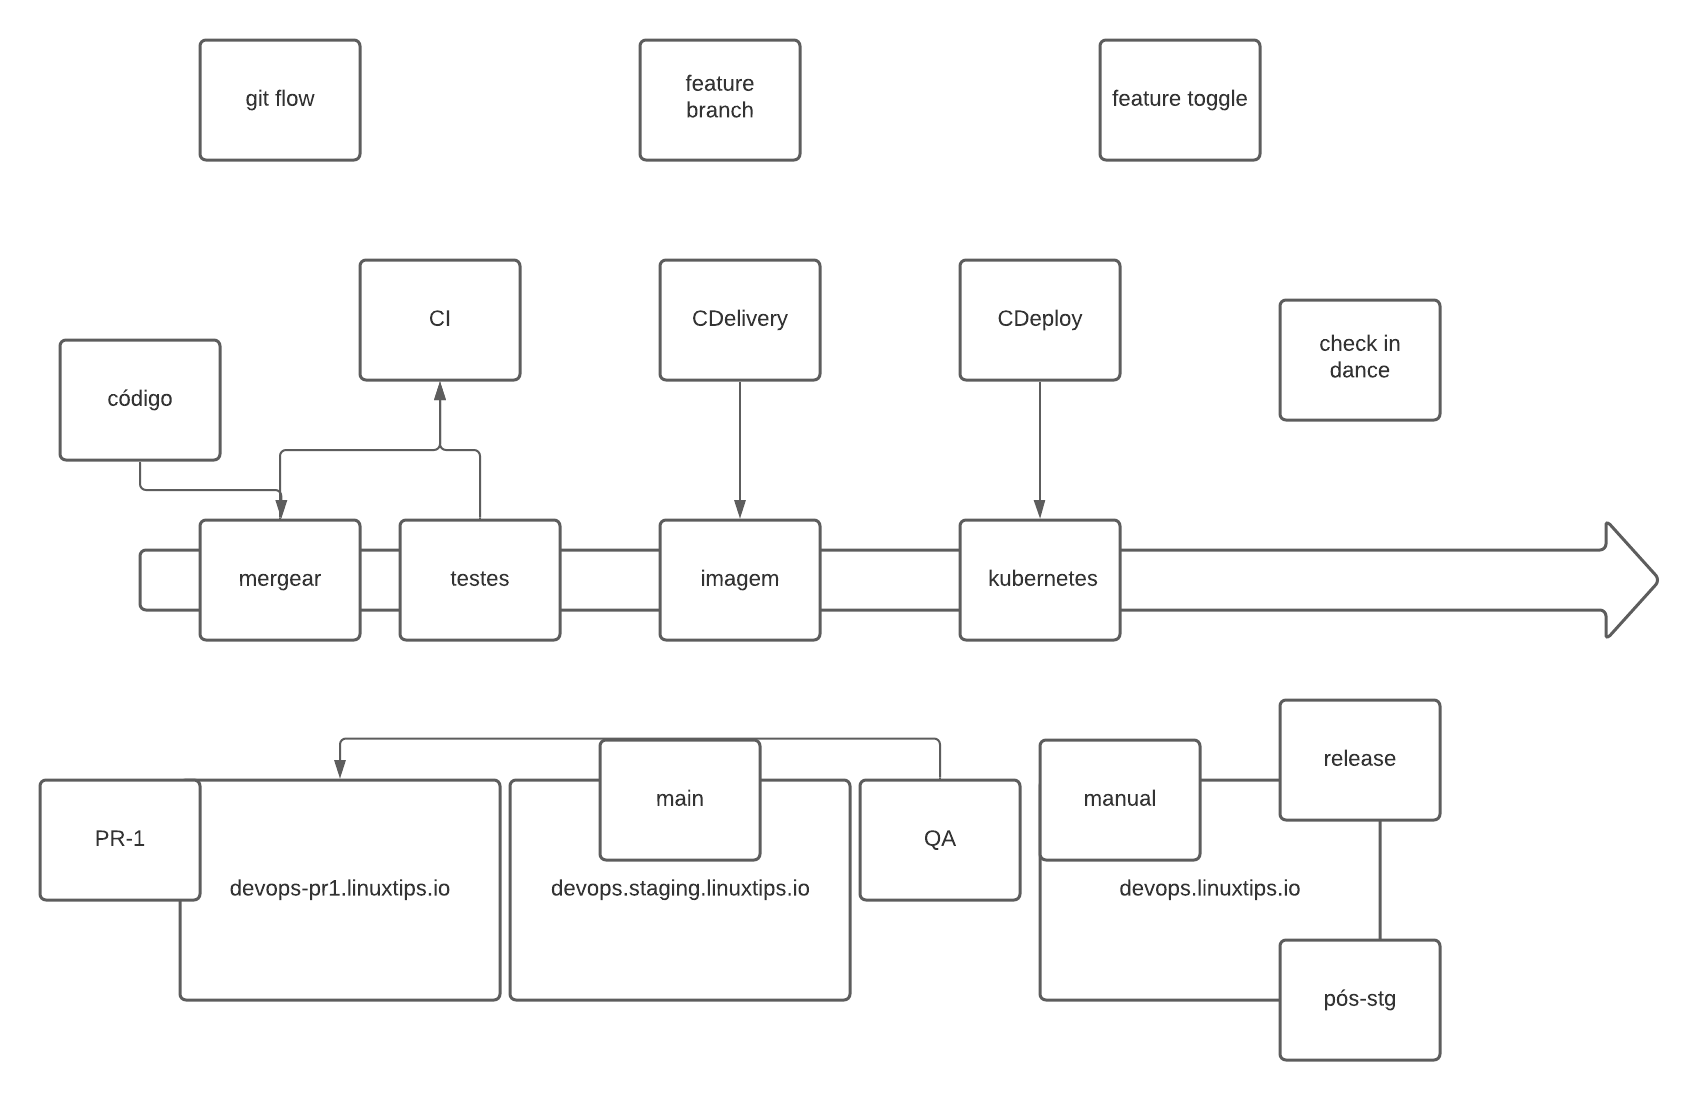 git flow
feature
branch
feature toggle
CI
CDelivery
CDeploy
check in
dance
código
mergear
testes
imagem
kubernetes
release
main
manual
PR-1
QA
devops-pr1.linuxtips.io
devops.staging.linuxtips.io
devops.linuxtips.io
pós-stg